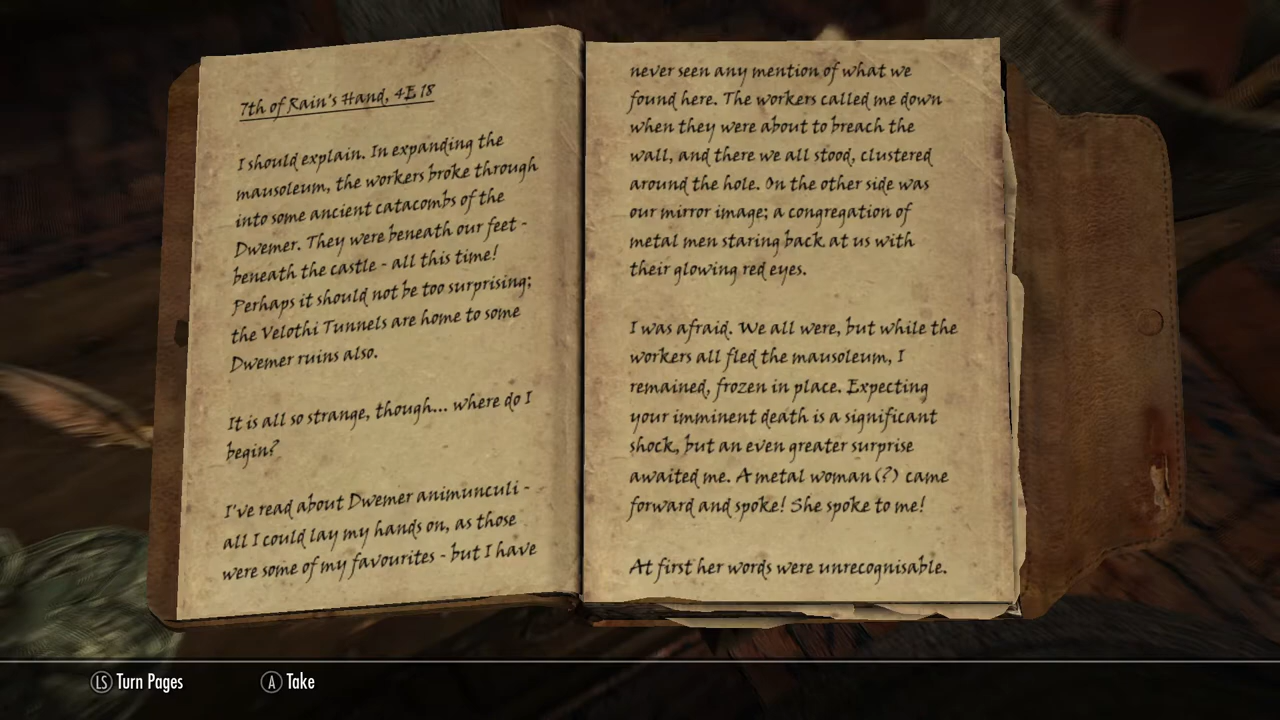 7th of Rain's Hand, 4E 18
I should explain. In expanding the
mausoleum, the workers broke through
into some ancient catacombs of the
Dwemer. They were beneath our feet -
beneath the castle - all this time!
Perhaps it should not be too surprising;
the Velothi Tunnels are home to some
Dwemer ruins also.
It is all so strange, though... where do I
begin?
I've read about Dwemer animunculi -
all I could lay my hands on, as those
were some of my favourites - but I have
never seen any mention of what we
found here. The workers called me down
when they were about to breach the
wall, and there we all stood, clustered
around the hole. On the other side was
our mirror image; a congregation of
metal men staring back at us with
their glowing red eyes.
I was afraid. We all were, but while the
workers all fled the mausoleum, I
remained, frozen in place. Expecting
your imminent death is a significant
shock, but an even greater surprise
awaited me. A metal woman (?) came
forward and spoke! She spoke to me!
At first her words were unrecognisable.
LS Turn Pages
A Take